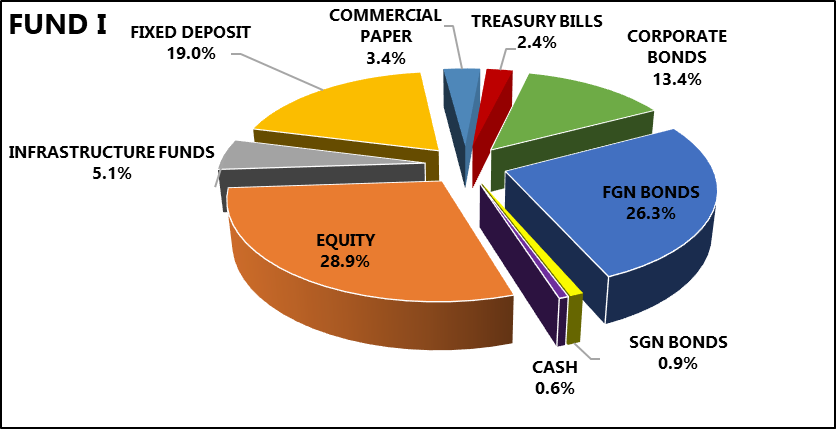 FUND I
FIXED DEPOSIT
19.0%
COMMERCIAL
PAPER
3.4%
TREASURY BILLS
2.4%
CORPORATE
BONDS
13.4%
INFRASTRUCTURE FUNDS
5.1%
FGN BONDS
26.3%
EQUITY
28.9%
SGN BONDS
0.9%
CASH
0.6%